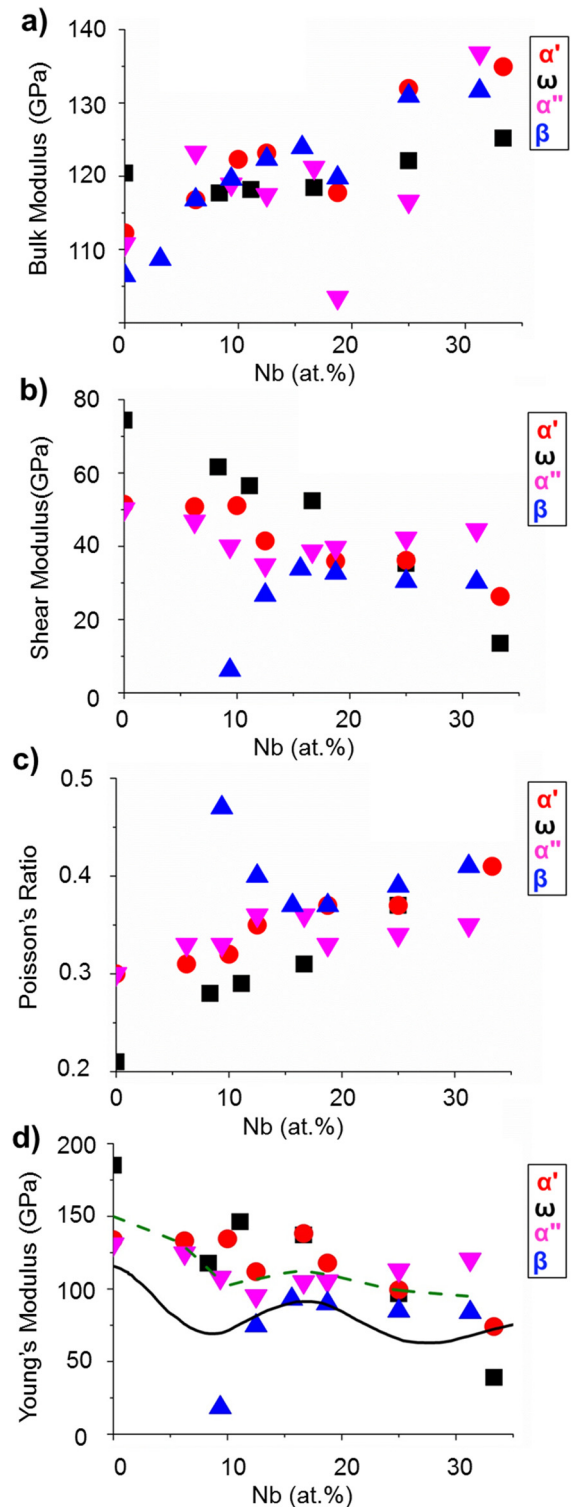 a)
140
130
120
110
Bulk Modulus (GPa)
0
10
20
30
Nb (at.%)
α'
ω
α"
β
b)
80
60
40
20
0
Shear Modulus(GPa)
0
10
20
30
Nb (at.%)
α'
ω
α"
β
c)
0.5
0.4
0.3
0.2
Poisson's Ratio
0
10
20
30
Nb (at.%)
α'
ω
α"
β
d)
200
150
100
50
0
Young's Modulus (GPa)
0
10
20
30
Nb (at.%)
α'
ω
α"
β